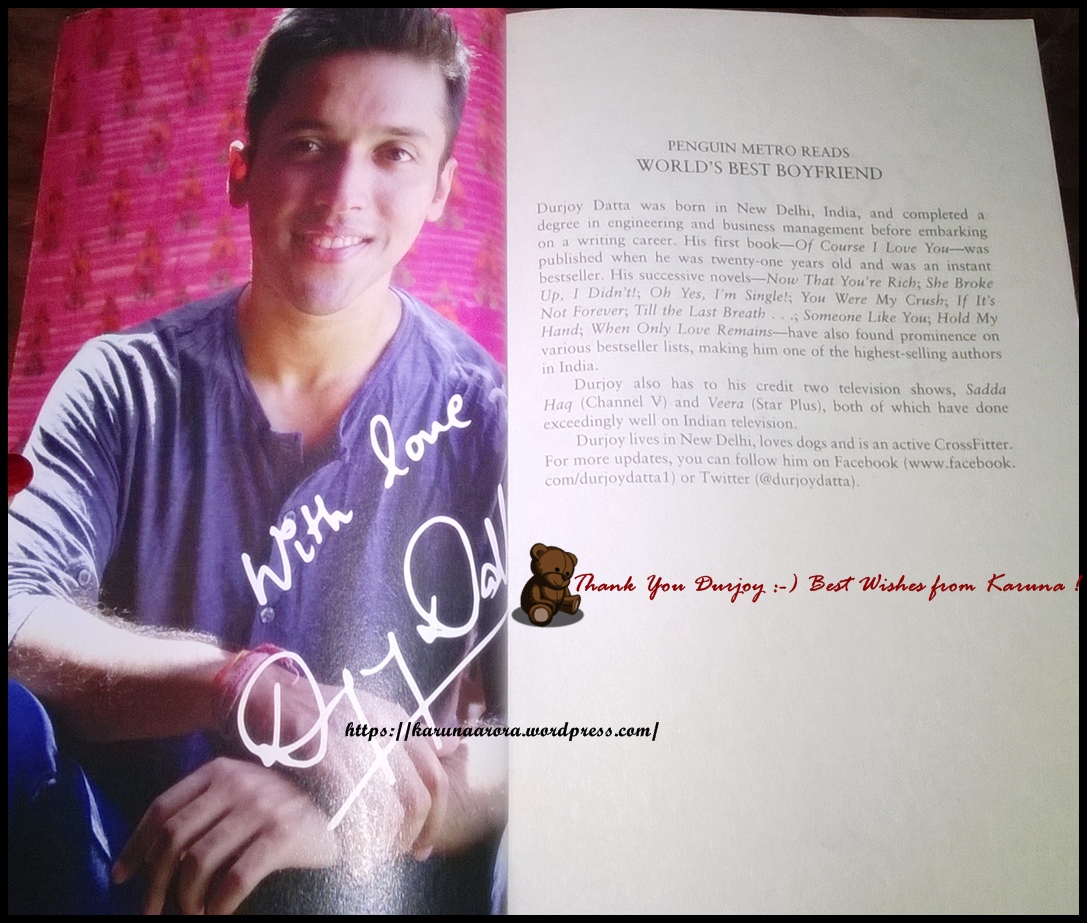 With love
Durjoy Datta
https://karunaarora.wordpress.com/
PENGUIN METRO READS
WORLD'S BEST BOYFRIEND
Durjoy Datta was born in New Delhi, India, and completed a
degree in engineering and business management before embarking
on a writing career. His first book—Of Course I Love You—was
published when he was twenty-one years old and was an instant
bestseller. His successive novels—Now That You're Rich; She Broke
Up, I Didn't!; Oh Yes, I'm Single!; You Were My Crush; If It's
Not Forever; Till the Last Breath . . .; Someone Like You; Hold My
Hand; When Only Love Remains—have also found prominence on
various bestseller lists, making him one of the highest-selling authors
in India.
Durjoy also has to his credit two television shows, Sadda
Haq (Channel V) and Veera (Star Plus), both of which have done
exceedingly well on Indian television.
Durjoy lives in New Delhi, loves dogs and is an active CrossFitter.
For more updates, you can follow him on Facebook (www.facebook.
com/durjoydatta1) or Twitter (@durjoydatta).
Thank You Durjoy :-) Best Wishes from Karuna !